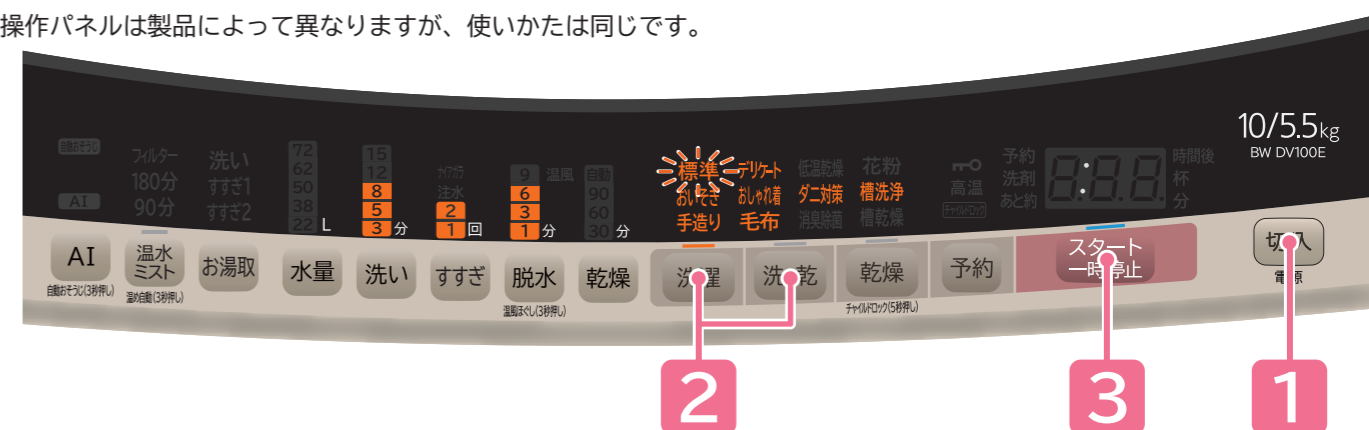 操作パネルは製品によって異なりますが、使いかたは同じです。
10/5.5kg
BW DV100E
自動おそうじ
AI
フィルター
180分
90分
洗い
すすぎ1
すすぎ2
72
62
50
38
22 L
15
12
8
5
3 分
ナイアガラ
注水
2
1 回
9 温風
6
3
1 分
自動
90
60
30 分
標準
おいそぎ
手造り
デリケート
おしゃれ着
毛布
低温乾燥
ダニ対策
消臭除菌
花粉
槽洗浄
槽乾燥
高温
チャイルドロック
予約
洗剤
あと約
8:88
時間後
杯
分
AI
自動おそうじ(3秒押し)
温水
ミスト
温め自動(3秒押し)
お湯取
水量
洗い
すすぎ
脱水
温風ほぐし(3秒押し)
乾燥
洗濯
洗乾
乾燥
チャイルドロック(5秒押し)
予約
スタート
一時停止
切入
電源
2
3
1